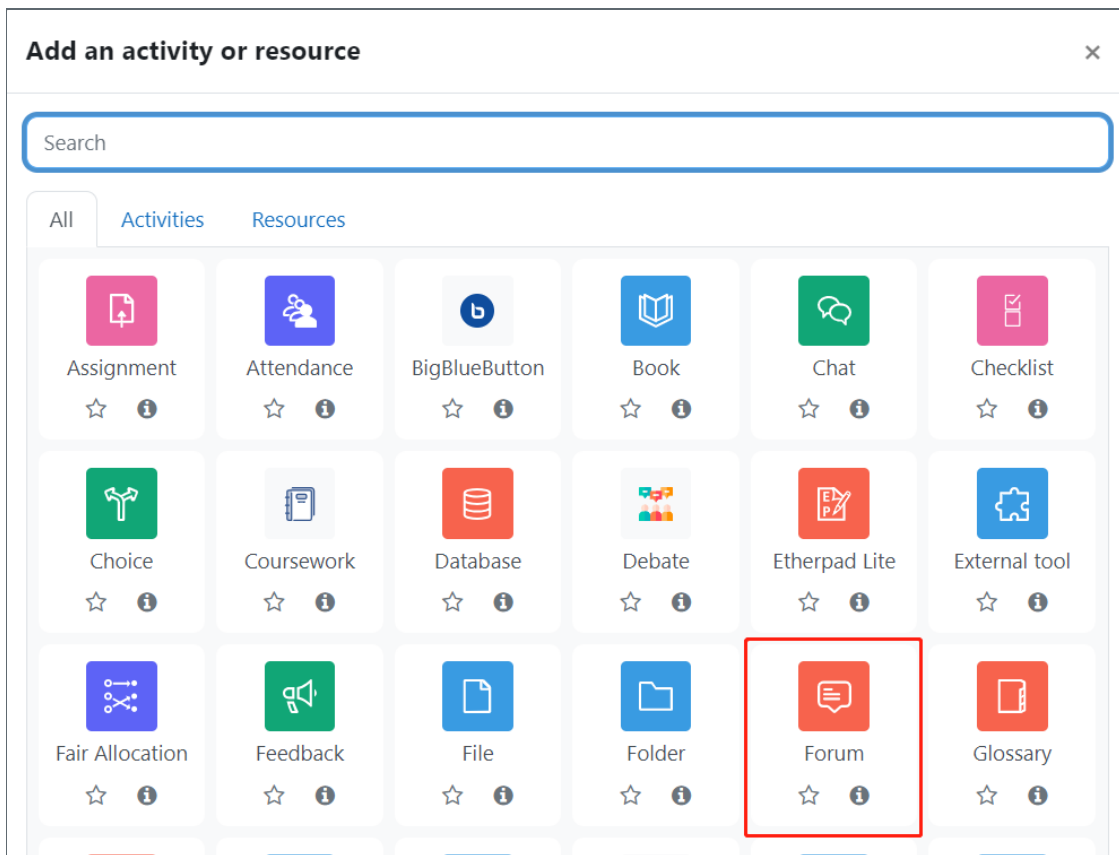 Add an activity or resource
×
Search
All Activities Resources
Assignment Attendance BigBlueButton Book Chat Checklist
Choice Coursework Database Debate Etherpad Lite External tool
Fair Allocation Feedback File Folder Forum Glossary